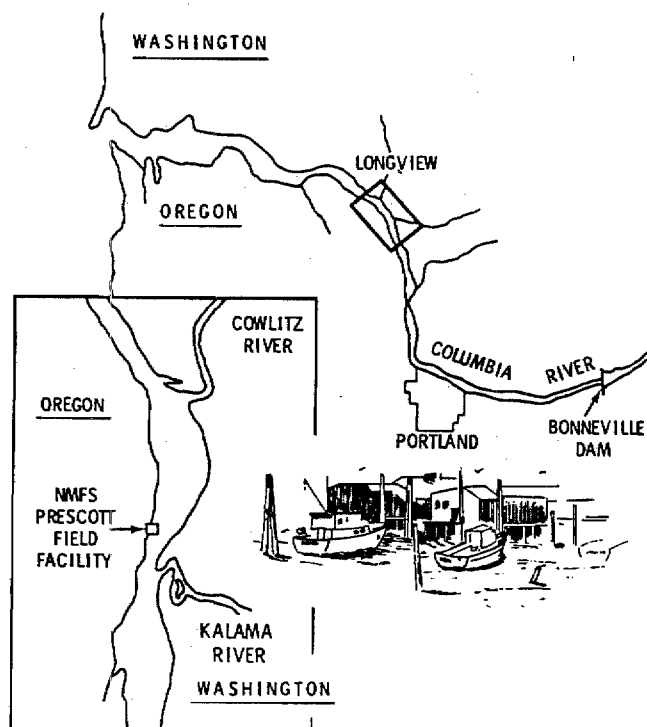 WASHINGTON
LONGVIEW
OREGON
COWLITZ
RIVER
COLUMBIA RIVER
OREGON
BONNEVILLE
DAM
PORTLAND
NMFS
PRESCOTT
FIELD
FACILITY
KALAMA
RIVER
WASHINGTON